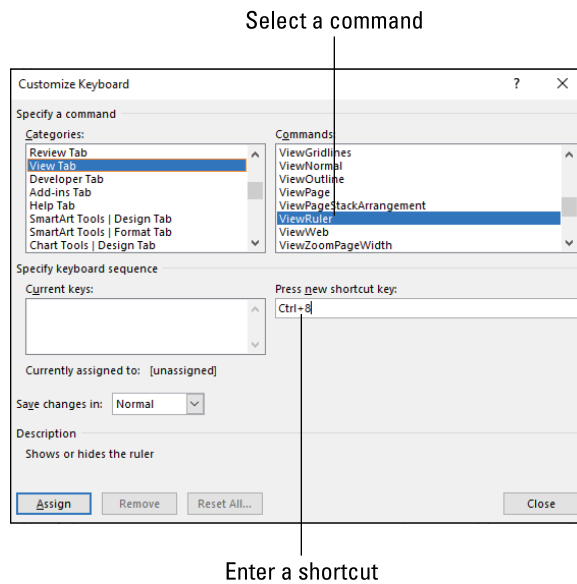 Select a command
Customize Keyboard
?
Specify a command
Categories:
Review Tab
View Tab
Developer Tab
Add-ins Tab
Help Tab
SmartArt Tools | Design Tab
SmartArt Tools | Format Tab
Chart Tools | Design Tab
Commands:
ViewGridlines
ViewNormal
ViewOutline
ViewPage
ViewPageStackArrangement
ViewRuler
ViewWeb
ViewZoomPageWidth
Specify keyboard sequence
Current keys:
Press new shortcut key:
Ctrl+8
Currently assigned to: [unassigned]
Save changes in: Normal
Description
Shows or hides the ruler
Assign Remove Reset All... Close
Enter a shortcut